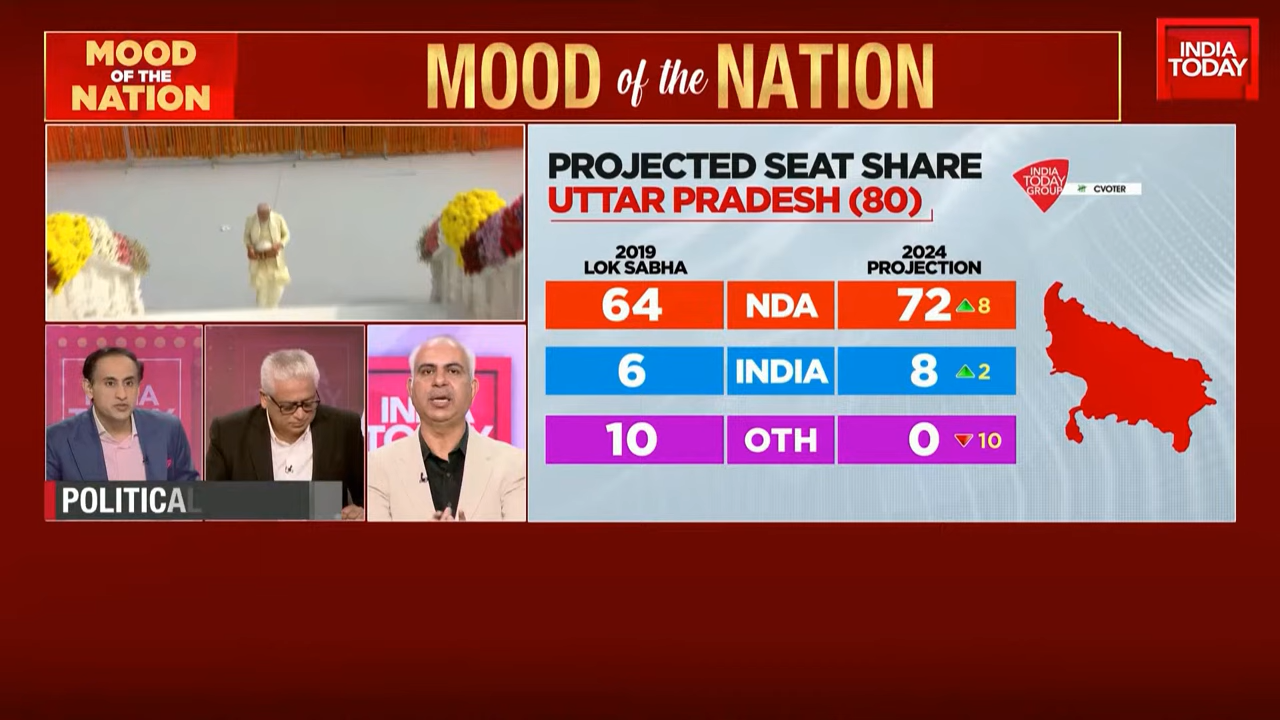 MOOD
OF THE
NATION
MOOD of the NATION
INDIA
TODAY
PROJECTED SEAT SHARE
UTTAR PRADESH (80)
INDIA
TODAY
GROUP
CVOTER
2019
LOK SABHA
2024
PROJECTION
64 NDA 72 8
6 INDIA 8 2
10 OTH 0 10
POLITICAL